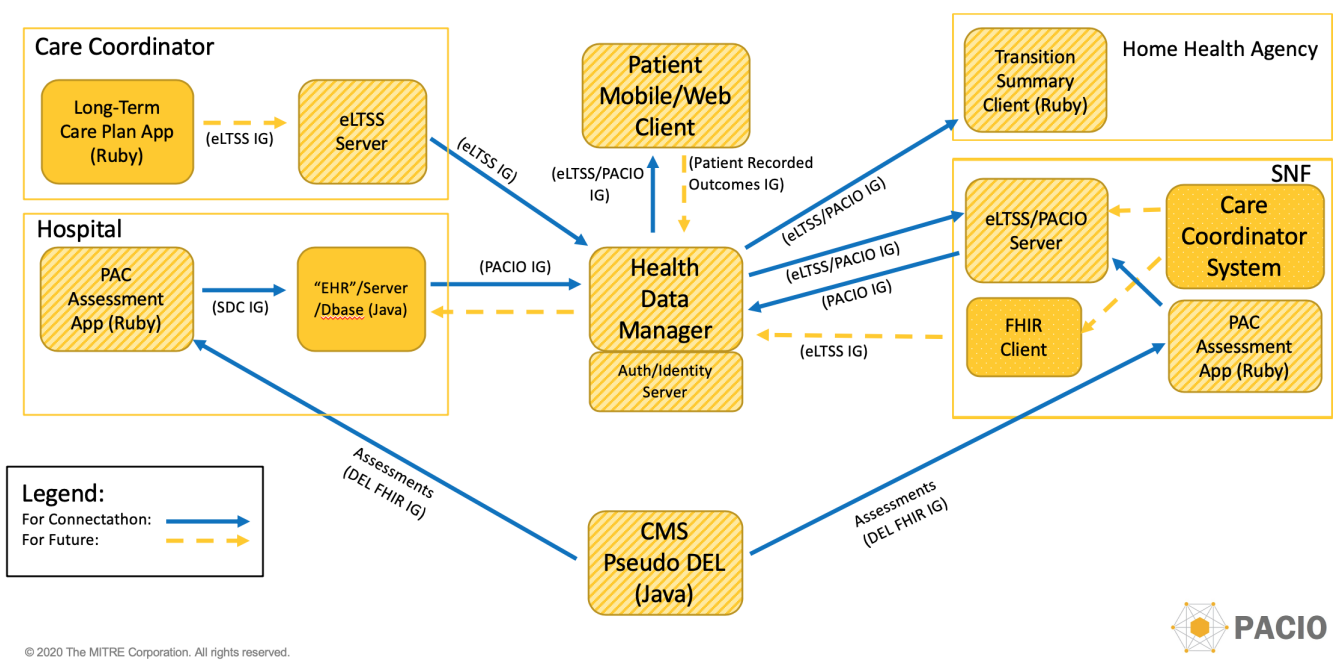 Care Coordinator
Long-Term
Care Plan App
(Ruby)
(eLTSS IG)
eLTSS
Server
(eLTSS IG)
Patient
Mobile/Web
Client
(eLTSS/PACIO
IG)
(Patient Recorded
Outcomes IG)
Transition
Summary
Client (Ruby)
Home Health Agency
(eLTSS/PACIO IG)
Hospital
PAC
Assessment
App (Ruby)
(SDC IG)
“EHR”/Server
/Dbase (Java)
(PACIO IG)
Health
Data
Manager
Auth/Identity
Server
(eLTSS/PACIO IG)
(PACIO IG)
(eLTSS IG)
SNF
eLTSS/PACIO
Server
Care
Coordinator
System
FHIR
Client
PAC
Assessment
App (Ruby)
Assessments
(DEL FHIR IG)
CMS
Pseudo DEL
(Java)
Assessments
(DEL FHIR IG)
Legend:
For Connectathon:
For Future:
PACIO
© 2020 The MITRE Corporation. All rights reserved.